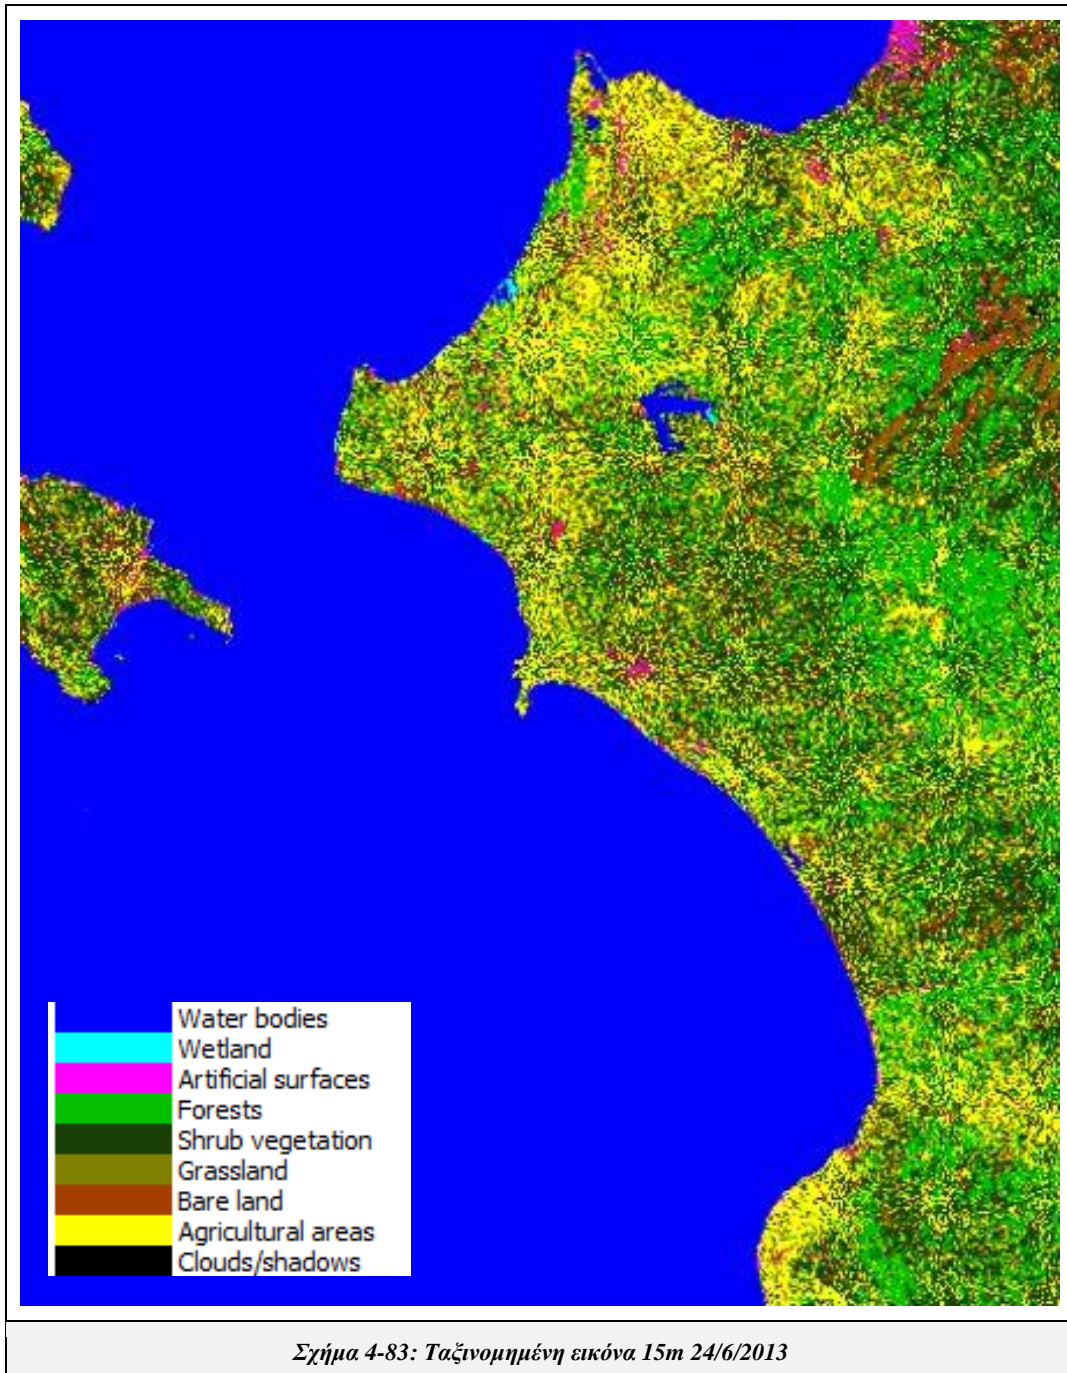 Water bodies
Wetland
Artificial surfaces
Forests
Shrub vegetation
Grassland
Bare land
Agricultural areas
Clouds/shadows
Σχήμα 4-83: Ταξινομημένη εικόνα 15m 24/6/2013